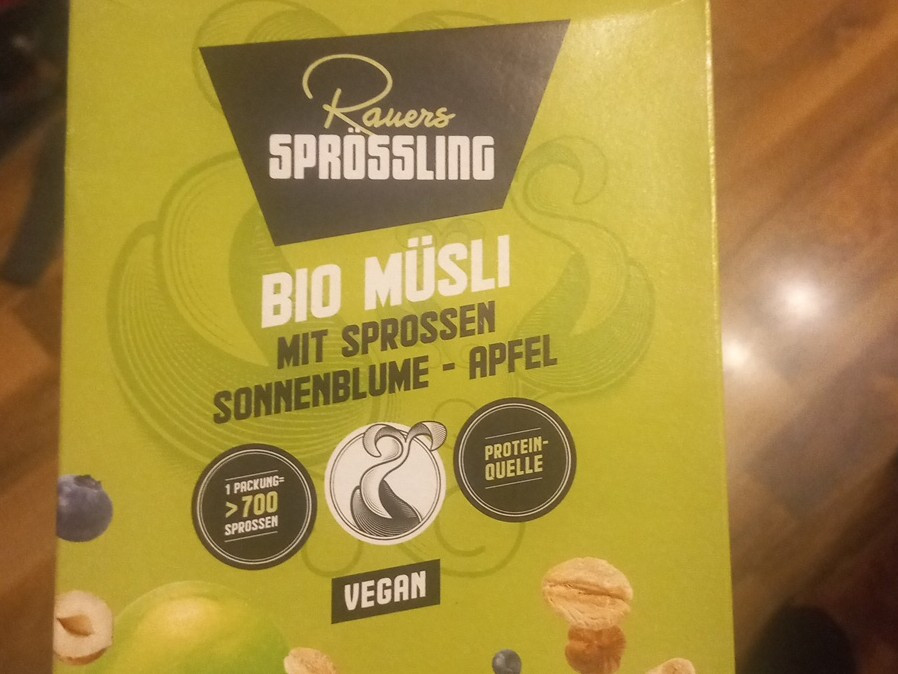 Rauers
SPRÖSSLING
BIO MÜSLI
MIT SPROSSEN
SONNENBLUME - APFEL
1 PACKUNG=
>700
SPROSSEN
PROTEIN-
QUELLE
VEGAN